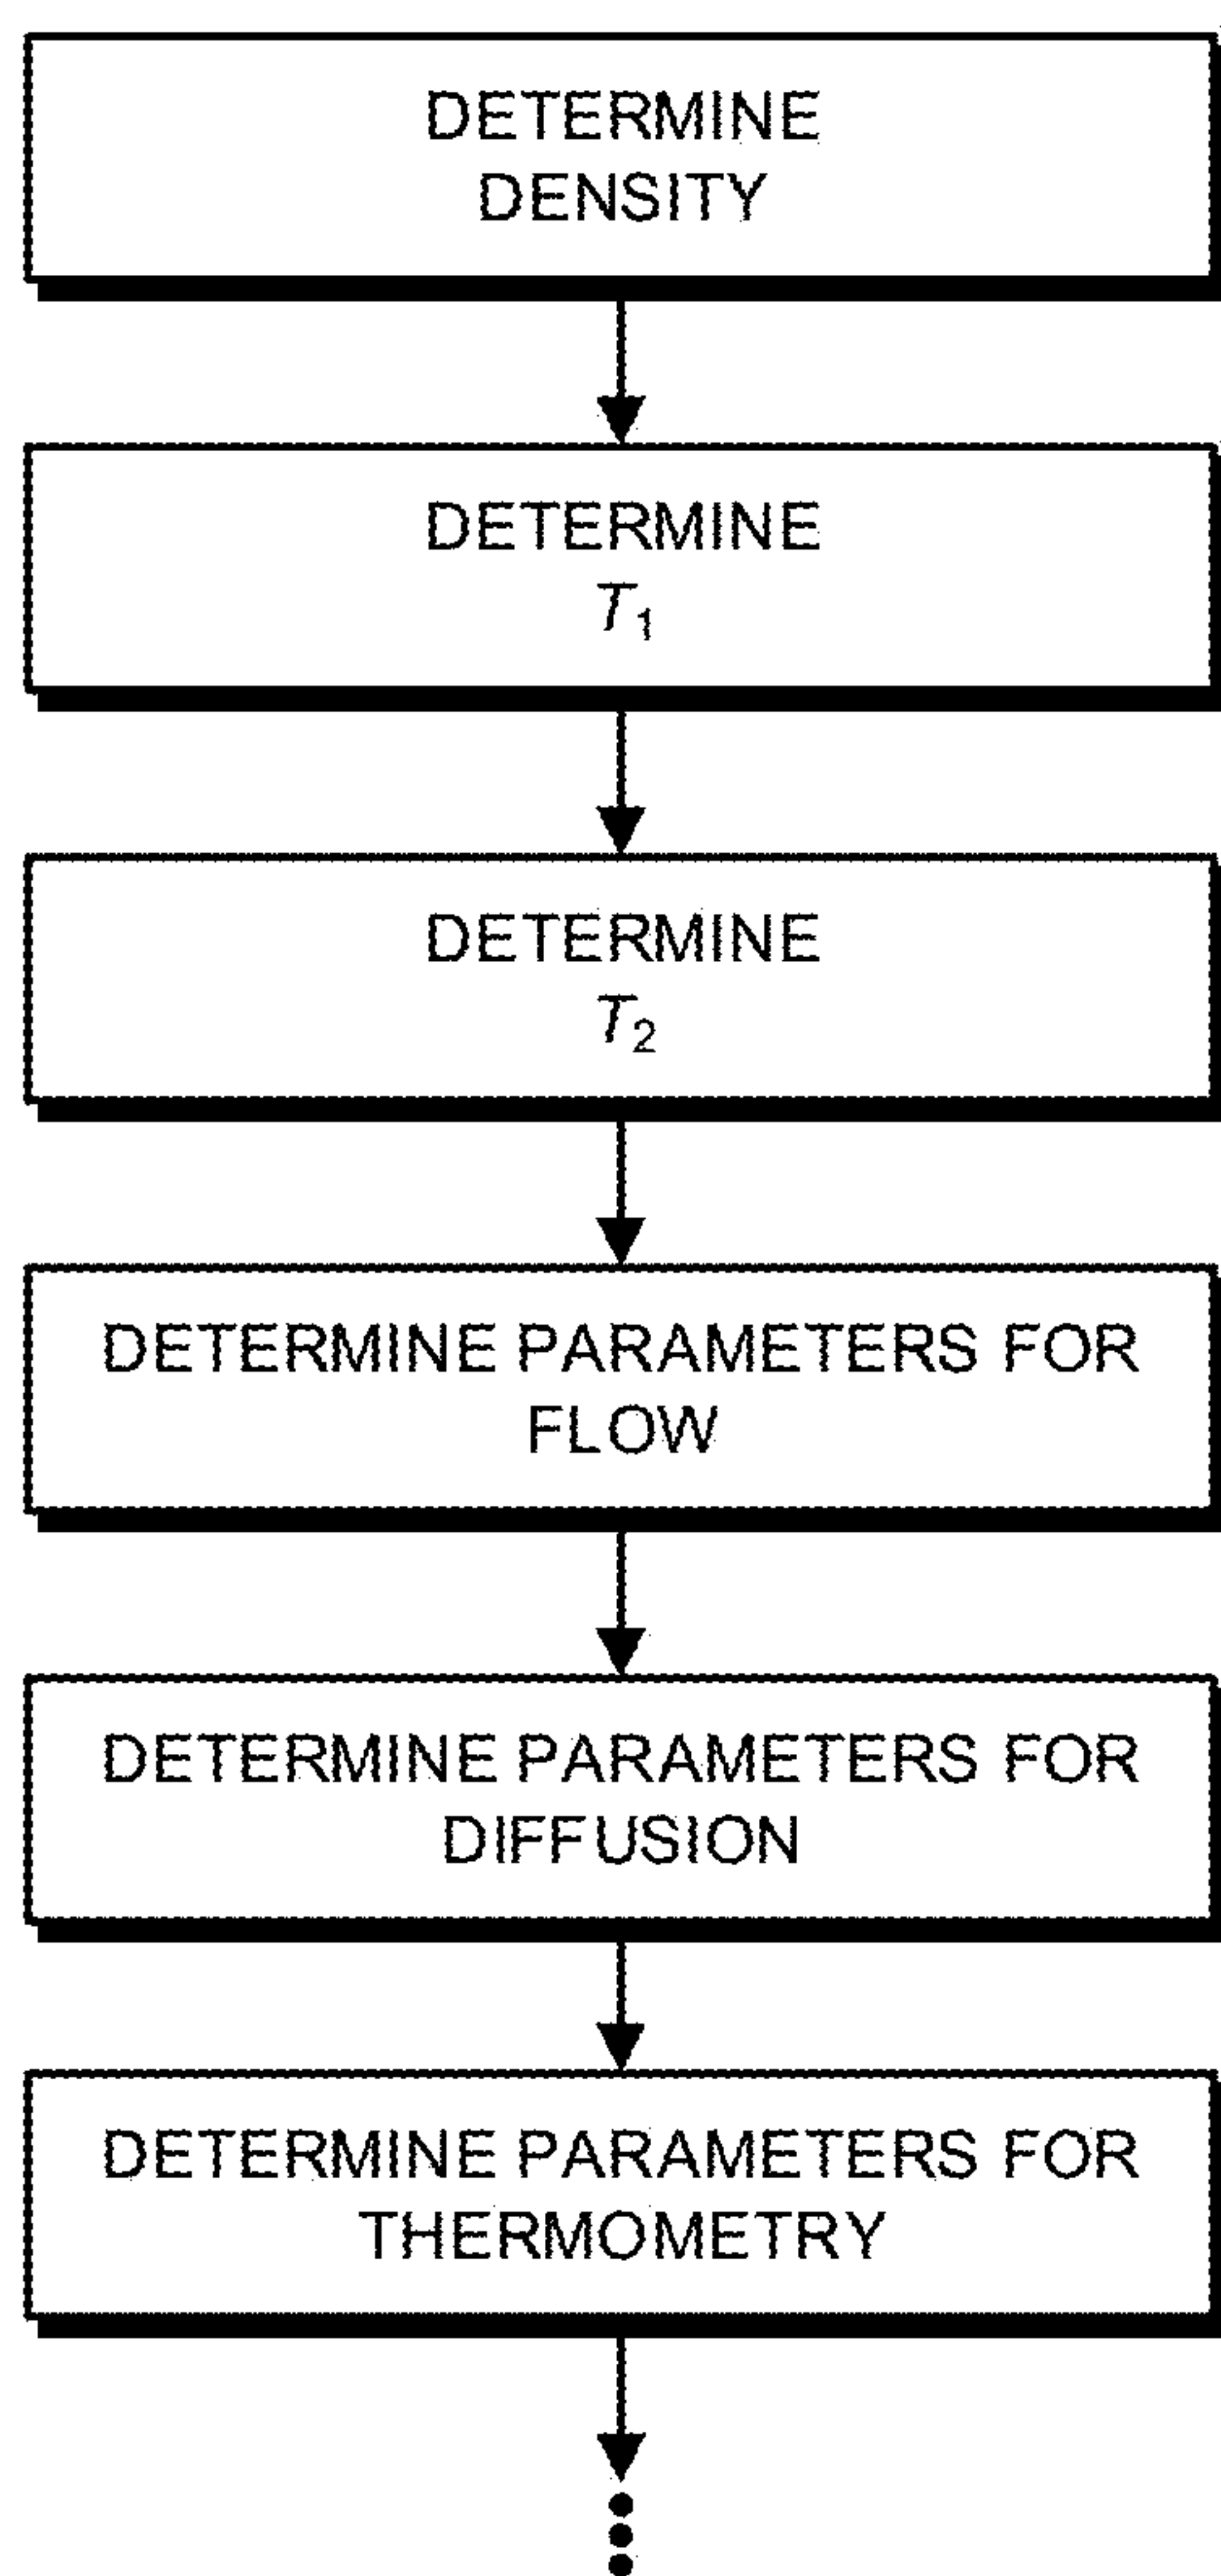 DETERMINE
DENSITY
DETERMINE
T₁
DETERMINE
T₂
DETERMINE PARAMETERS FOR
FLOW
DETERMINE PARAMETERS FOR
DIFFUSION
DETERMINE PARAMETERS FOR
THERMOMETRY